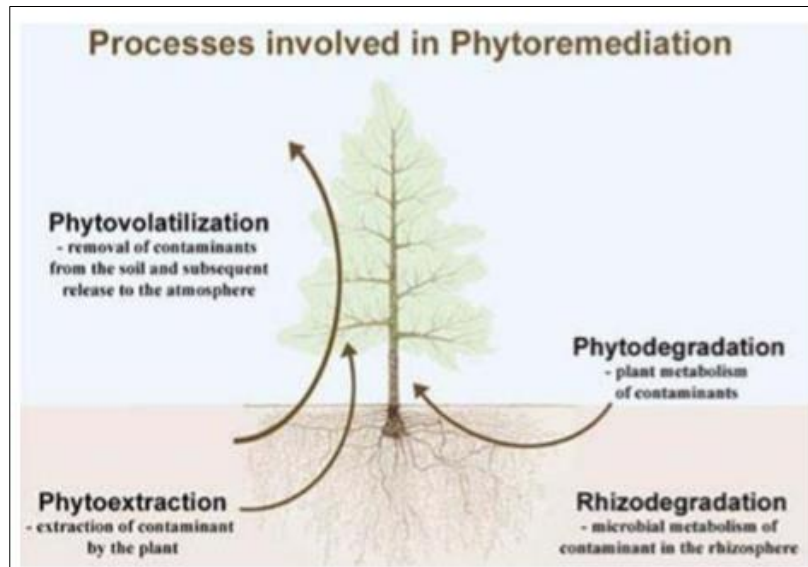 Processes involved in Phytoremediation
Phytovolatilization
- removal of contaminants
from the soil and subsequent
release to the atmosphere
Phytodegradation
- plant metabolism
of contaminants
Phytoextraction
- extraction of contaminant
by the plant
Rhizodegradation
- microbial metabolism of
contaminant in the rhizosphere